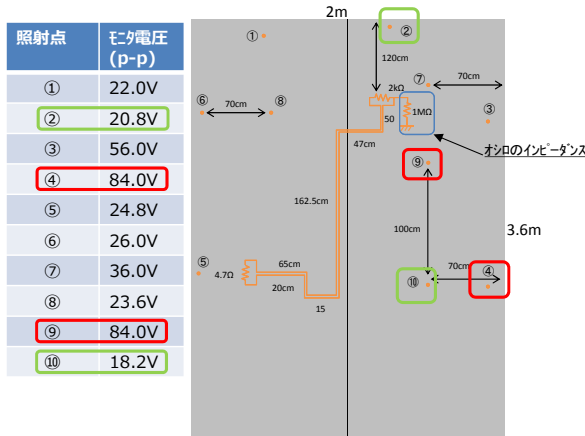 照射点 ﾓﾆﾀ電圧
(p-p)
① 22.0V
② 20.8V
③ 56.0V
④ 84.0V
⑤ 24.8V
⑥ 26.0V
⑦ 36.0V
⑧ 23.6V
⑨ 84.0V
⑩ 18.2V
2m
①
②
120cm
⑦
70cm
2kΩ
⑥
70cm
⑧
1MΩ
③
50
47cm
ｵｼﾛのｲﾝﾋﾟｰﾀﾞﾝｽ
⑨
162.5cm
100cm
3.6m
⑤
65cm
70cm
④
4.7Ω
20cm
⑩
15